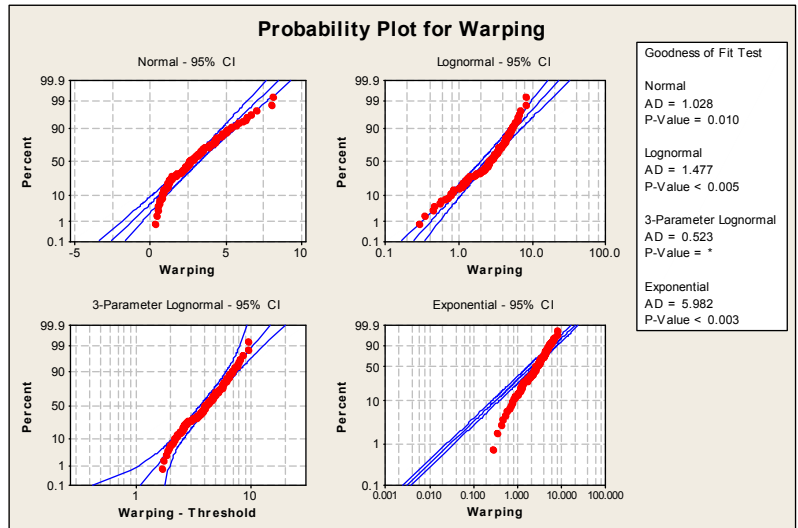 Probability Plot for Warping
Normal - 95% CI
99.9
99
90
50
10
1
0.1
Percent
-5
0
5
10
Warping
Lognormal - 95% CI
99.9
99
90
50
10
1
0.1
Percent
0.1
1.0
10.0
100.0
Warping
3-Parameter Lognormal - 95% CI
99.9
99
90
50
10
1
0.1
Percent
1
10
Warping - Threshold
Exponential - 95% CI
99.9
99
90
50
10
1
0.1
Percent
0.001
0.010
0.100
1.000
10.000
100.000
Warping
Goodness of Fit Test
Normal
AD = 1.028
P-Value = 0.010
Lognormal
AD = 1.477
P-Value < 0.005
3-Parameter Lognormal
AD = 0.523
P-Value = *
Exponential
AD = 5.982
P-Value < 0.003